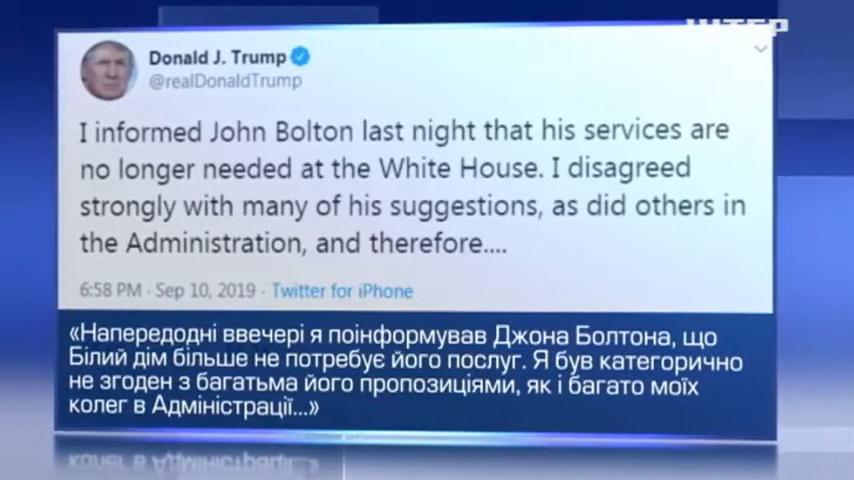 ІНТЕР
Donald J. Trump
@realDonaldTrump
I informed John Bolton last night that his services are
no longer needed at the White House. I disagreed
strongly with many of his suggestions, as did others in
the Administration, and therefore....
6:58 PM · Sep 10, 2019 · Twitter for iPhone
«Напередодні ввечері я поінформував Джона Болтона, що
Білий дім більше не потребує його послуг. Я був категорично
не згоден з багатьма його пропозиціями, як і багато моїх
колег в Адміністрації...»